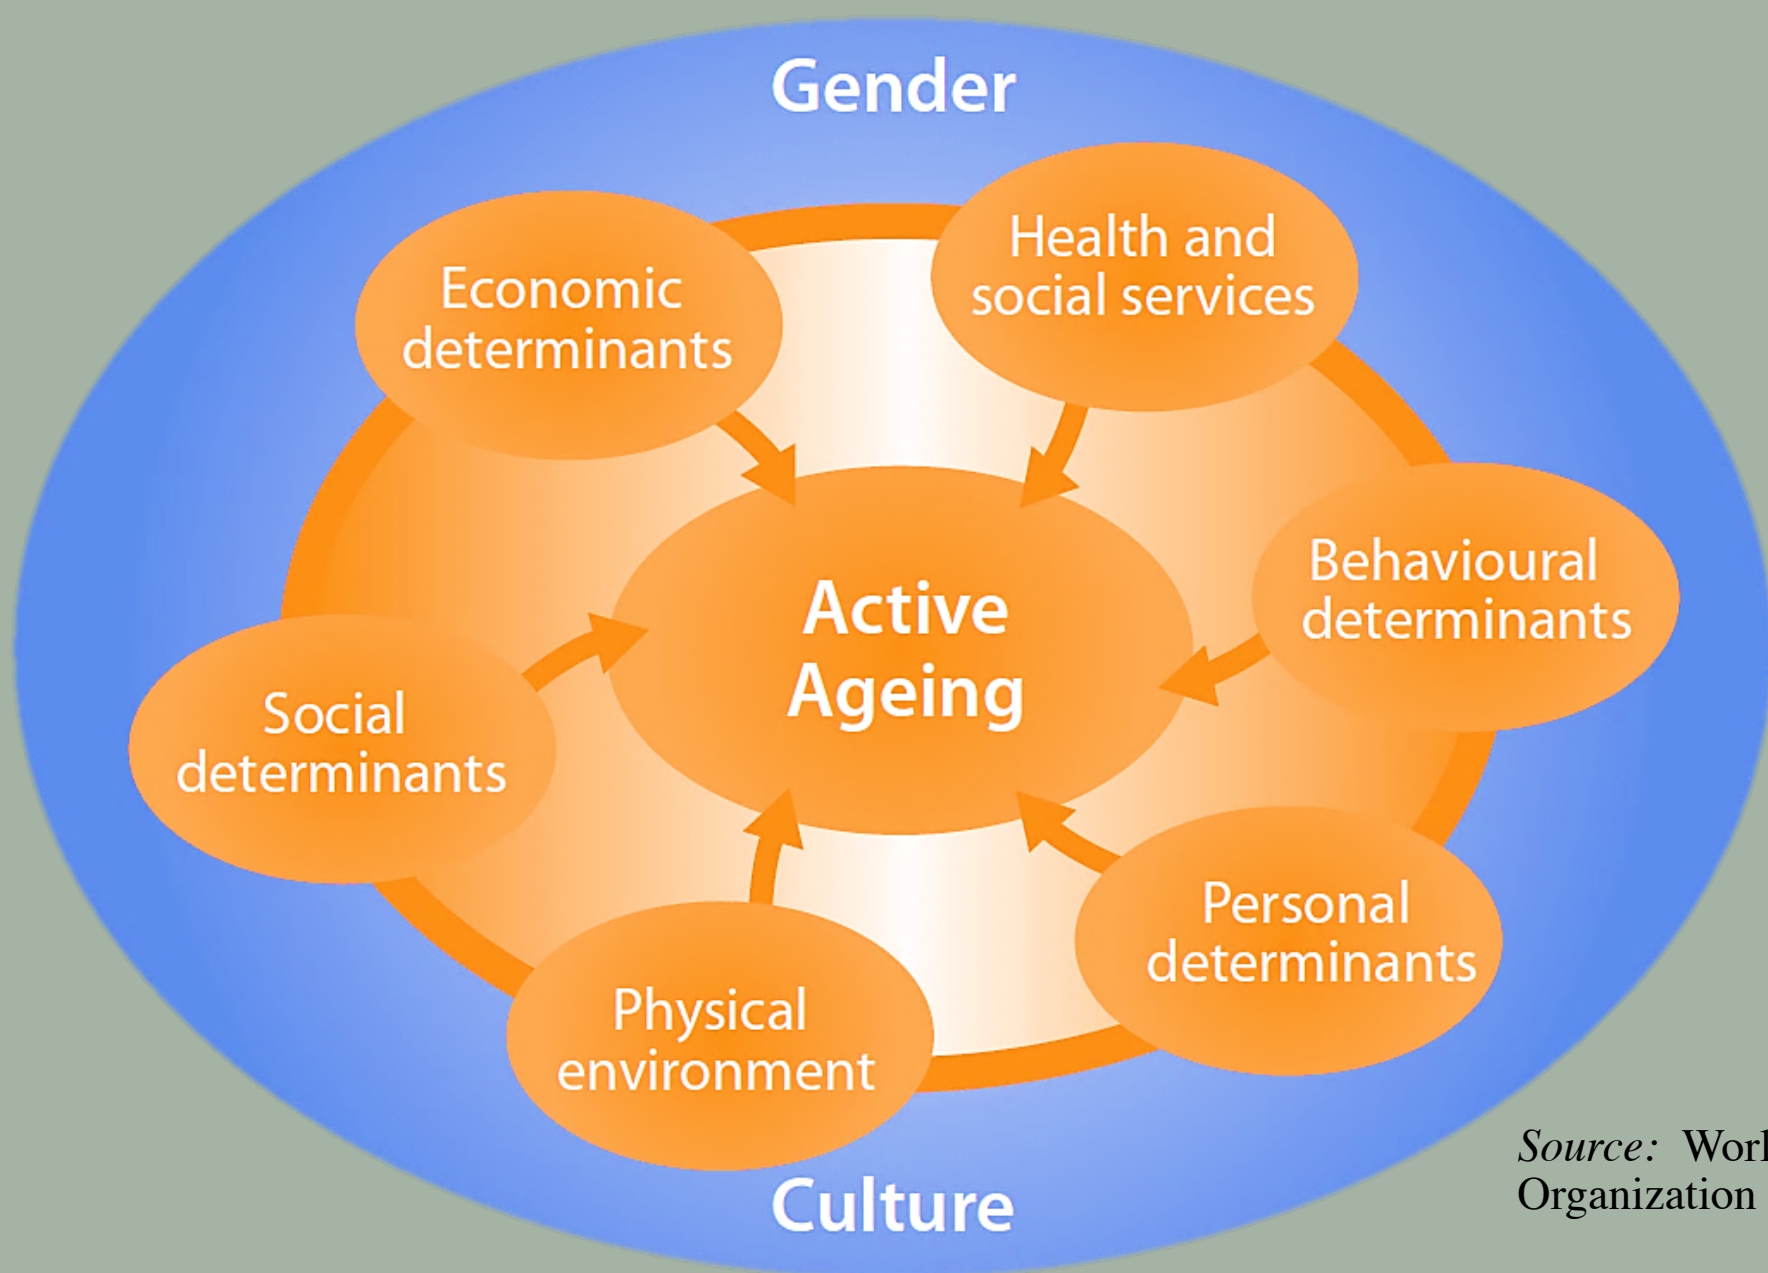 Gender
Health and
social services
Economic
determinants
Behavioural
determinants
Active
Ageing
Social
determinants
Personal
determinants
Physical
environment
Culture
Source:
Organization